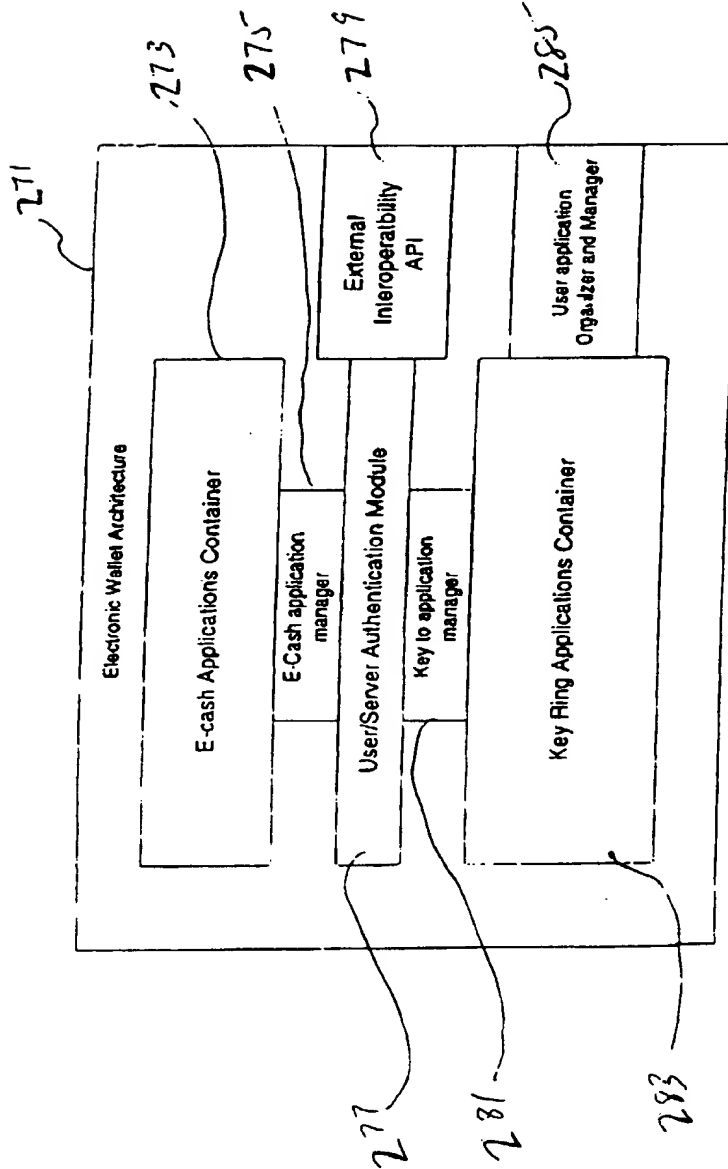 271
Electronic Wallet Architecture
273
E-cash Applications Container
275
E-Cash application
manager
277
User/Server Authentication Module
279
External
Interoperatbility
API
281
Key to application
manager
283
Key Ring Applications Container
285
User application
Organizer and Manager